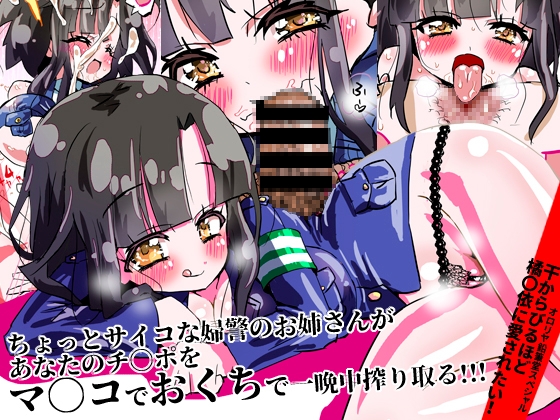 ちょっとサイコな婦警のお姉さんが
あなたのチ〇ポを
マ〇コでおくちで一晩中搾り取る!!!
干からびるほど
橘〇依に愛されたい!